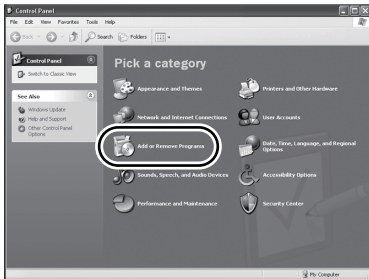 Control Panel
File Edit View Favorites Tools Help
Back Search Folders
Control Panel
Switch to Classic View
See Also
Windows Update
Help and Support
Other Control Panel
Options
Pick a category
Appearance and Themes
Printers and Other Hardware
Network and Internet Connections
User Accounts
Add or Remove Programs
Date, Time, Language, and Regional
Options
Sounds, Speech, and Audio Devices
Accessibility Options
Performance and Maintenance
Security Center
My Computer